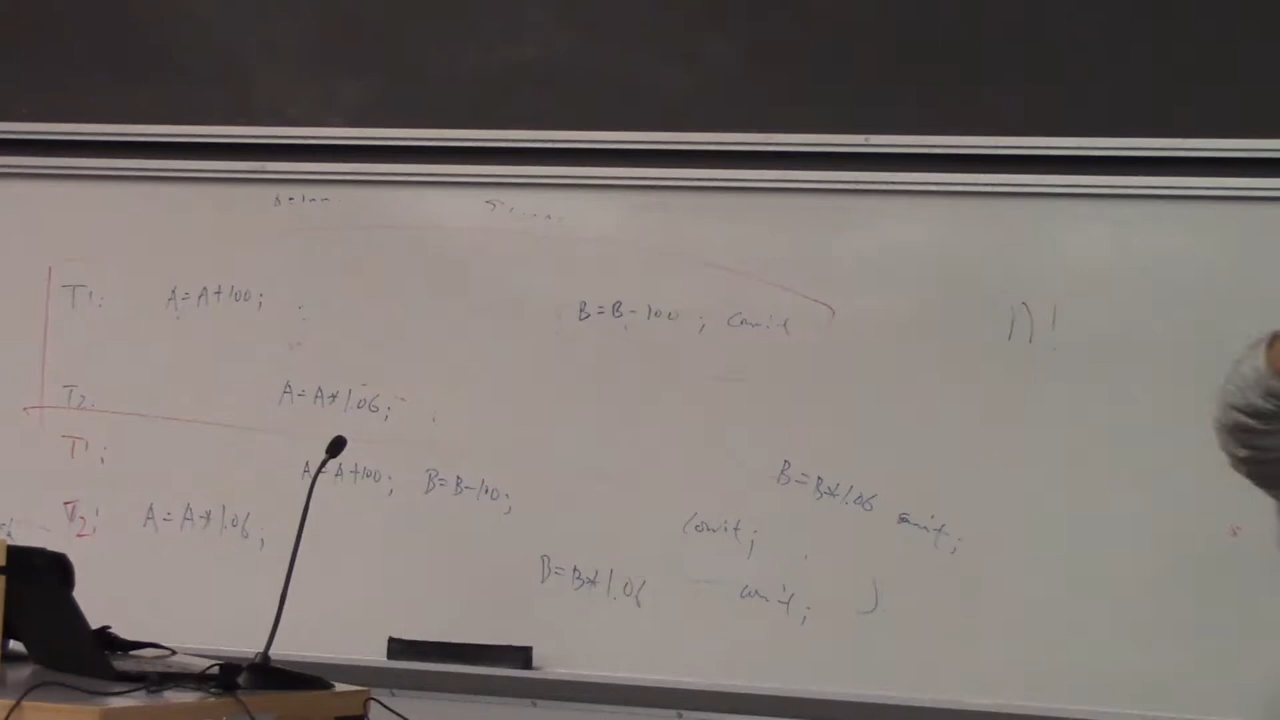 T1: A=A+100; B=B-100; Commit
n!
T2. A=A*1.06;
T1; A=A+100; B=B-100;
B=B*1.06 commit;
T2; A=A*1.06; Commit;
B=B*1.06 commit; )